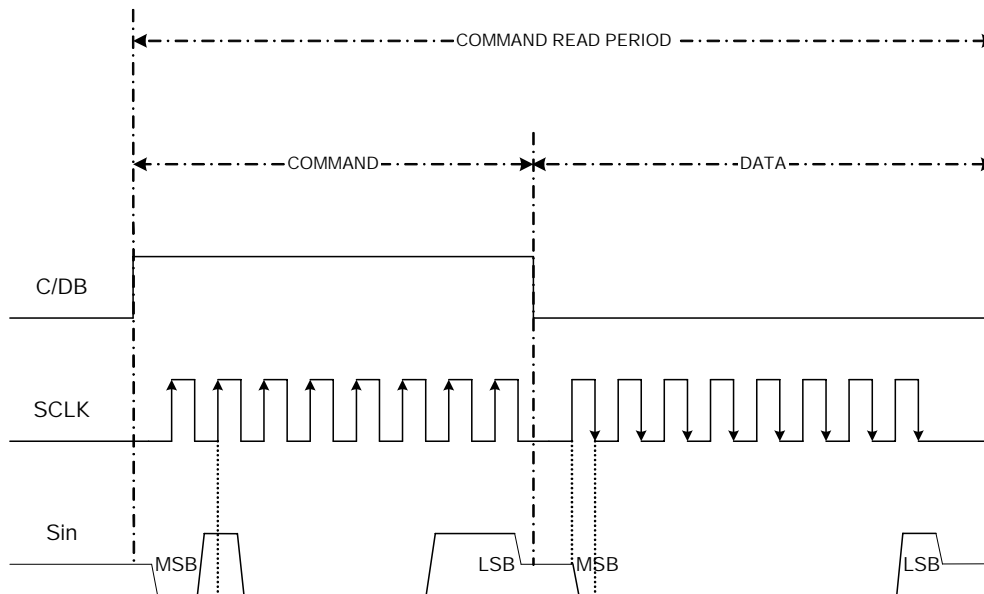 COMMAND READ PERIOD
COMMAND
DATA
C/DB
SCLK
Sin
MSB
LSB
MSB
LSB